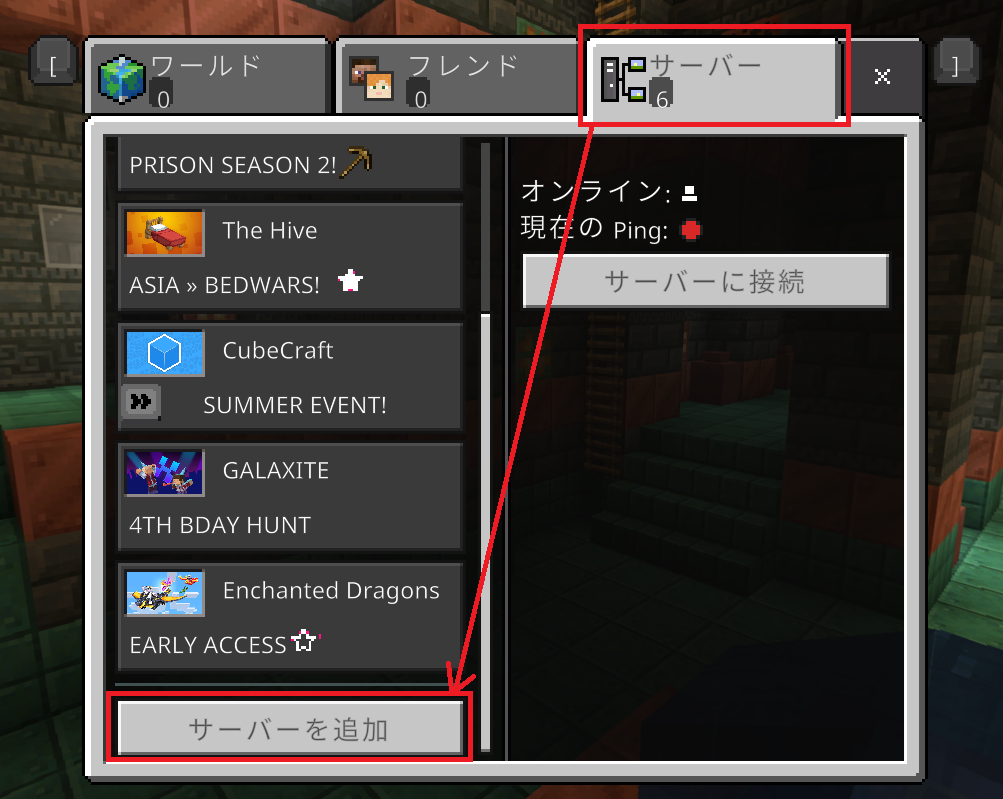 [
ワールド
0
フレンド
0
サーバー
6
]
PRISON SEASON 2!
The Hive
ASIA » BEDWARS!
CubeCraft
SUMMER EVENT!
GALAXITE
4TH BDAY HUNT
Enchanted Dragons
EARLY ACCESS
サーバーを追加
オンライン:
現在の Ping:
サーバーに接続